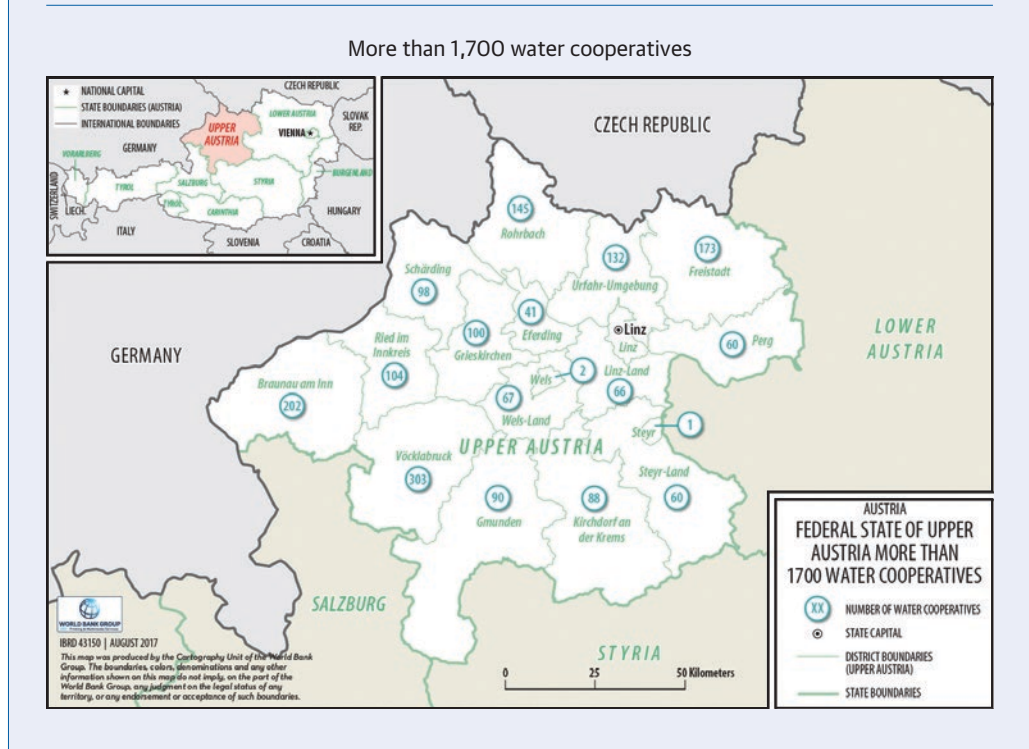 More than 1,700 water cooperatives
NATIONAL CAPITAL
STATE BOUNDARIES (AUSTRIA)
INTERNATIONAL BOUNDARIES
CZECH REPUBLIC
SLOVAK
REP.
LOWER AUSTRIA
UPPER
AUSTRIA
VIENNA
GERMANY
VORARLBERG
BURGENLAND
SWITZERLAND
LIECH.
TYROL
SALZBURG
STYRIA
TYROL
CARINTHIA
HUNGARY
ITALY
SLOVENIA
CROATIA
CZECH REPUBLIC
145
Rohrbach
132
Urfahr-Umgebung
173
Freistadt
Schärding
98
41
Eferding
100
Grieskirchen
Linz
Linz
60
Perg
LOWER
AUSTRIA
GERMANY
Ried im
Innkreis
104
Braunau am Inn
202
Wels
2
Linz-Land
66
67
Wels-Land
Steyr
1
UPPER AUSTRIA
Vöcklabruck
303
90
Gmunden
88
Kirchdorf an
der Krems
Steyr-Land
60
SALZBURG
STYRIA
0
25
50 Kilometers
WORLD BANK GROUP
IBRD 43150 | AUGUST 2017
This map was produced by the Cartography Unit of the World Bank
Group. The boundaries, colors, denominations and any other
information shown on this map do not imply, on the part of the
World Bank Group, any judgment on the legal status of any
territory, or any endorsement or acceptance of such boundaries.
AUSTRIA
FEDERAL STATE OF UPPER
AUSTRIA MORE THAN
1700 WATER COOPERATIVES
XX
NUMBER OF WATER COOPERATIVES
STATE CAPITAL
DISTRICT BOUNDARIES
(UPPER AUSTRIA)
STATE BOUNDARIES